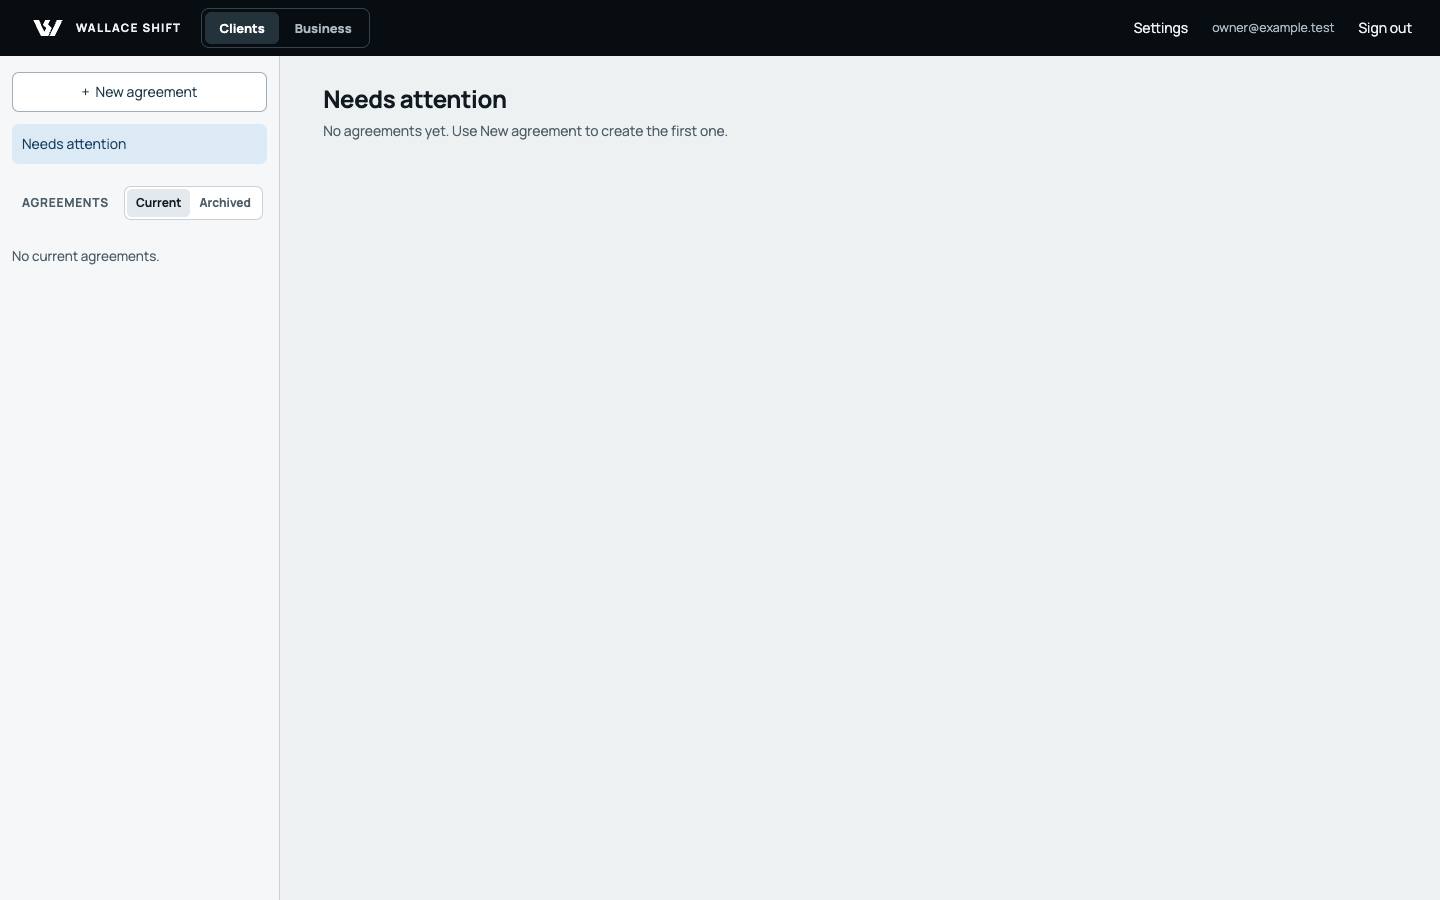 WALLACE SHIFT
Clients
Business
Settings
owner@example.test
Sign out
+ New agreement
Needs attention
AGREEMENTS
Current
Archived
No current agreements.
Needs attention
No agreements yet. Use New agreement to create the first one.